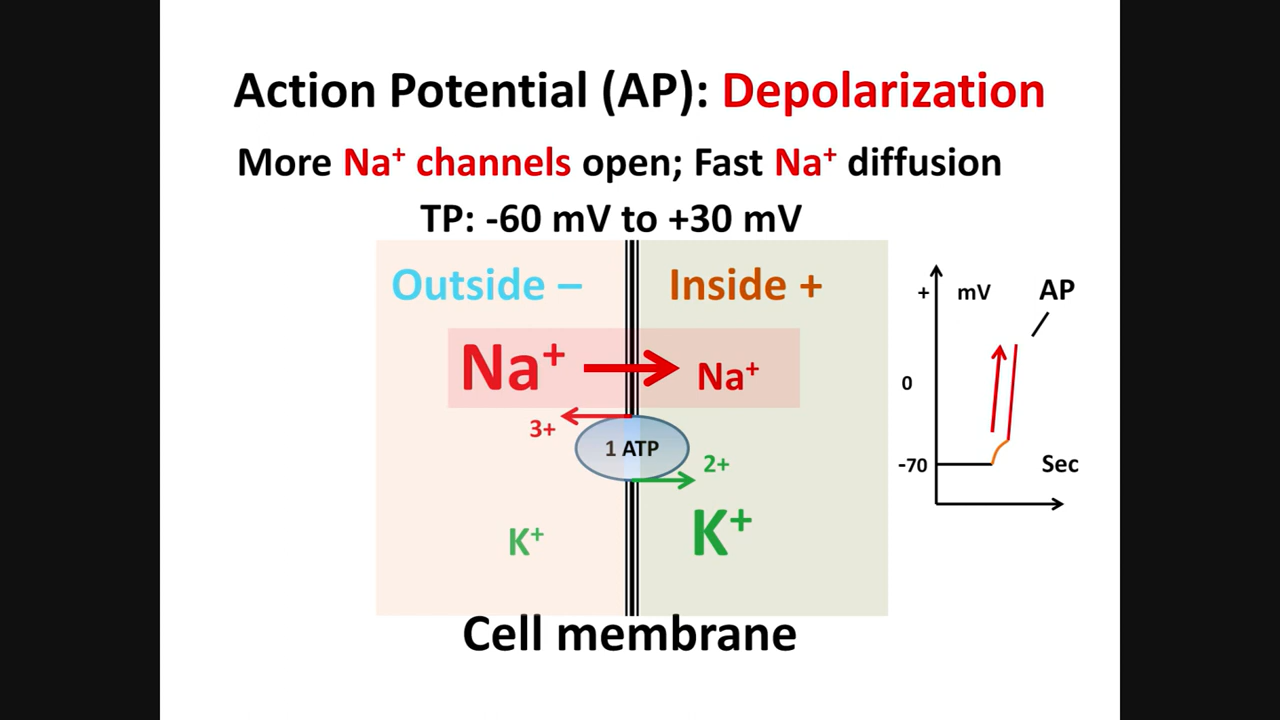 Action Potential (AP): Depolarization
More Na⁺ channels open; Fast Na⁺ diffusion
TP: -60 mV to +30 mV
Outside –
Inside +
Na⁺
Na⁺
3+
1 ATP
2+
K⁺
K⁺
Cell membrane
+
mV
AP
0
-70
Sec